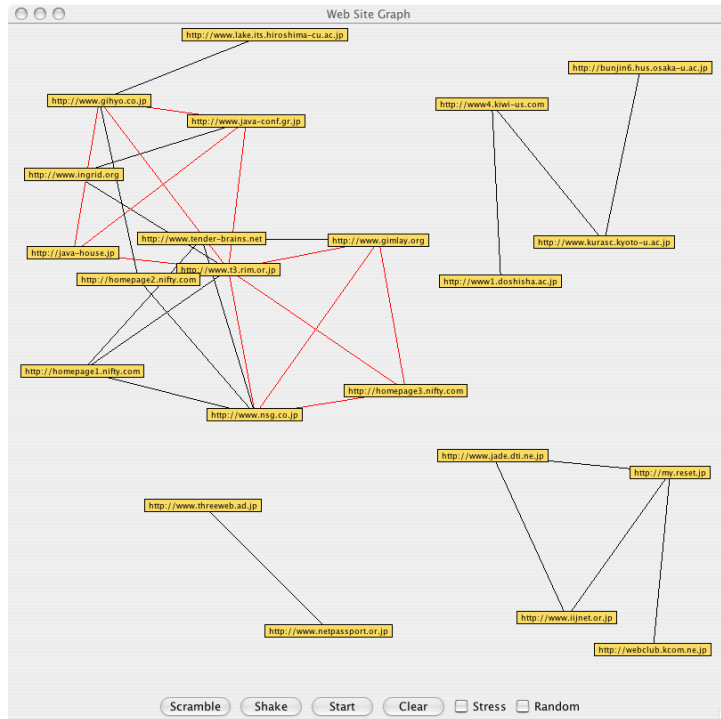 Web Site Graph
http://www.lake.its.hiroshima-cu.ac.jp
http://bunjin6.hus.osaka-u.ac.jp
http://www.gihyo.co.jp
http://www4.kiwi-us.com
http://www.java-conf.gr.jp
http://www.ingrid.org
http://www.tender-brains.net
http://www.gimlay.org
http://www.kurasc.kyoto-u.ac.jp
http://java-house.jp
http://www.t3.rim.or.jp
http://homepage2.nifty.com
http://www1.doshisha.ac.jp
http://homepage1.nifty.com
http://homepage3.nifty.com
http://www.nsg.co.jp
http://www.jade.dti.ne.jp
http://my.reset.jp
http://www.threeweb.ad.jp
http://www.iijnet.or.jp
http://www.netpassport.or.jp
http://webclub.kcom.ne.jp
Scramble Shake Start Clear Stress Random